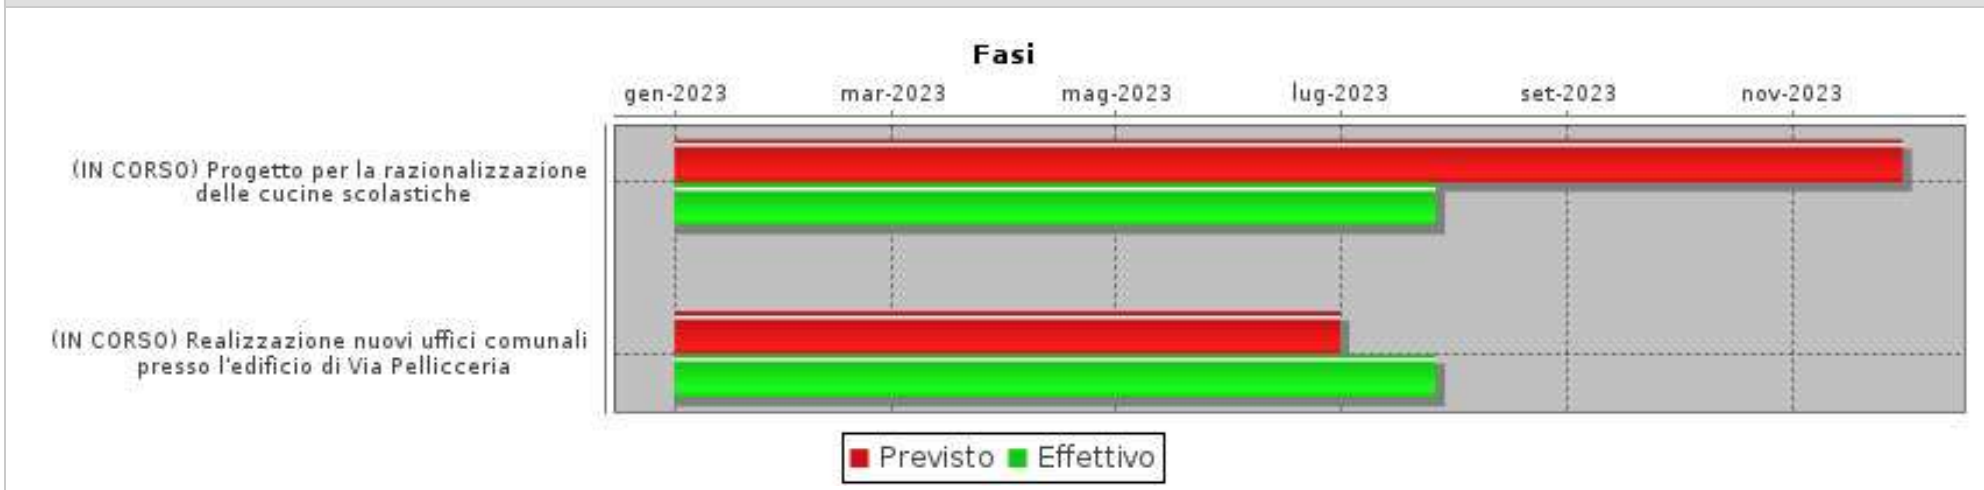 Fasi
gen-2023 mar-2023 mag-2023 lug-2023 set-2023 nov-2023
(IN CORSO) Progetto per la razionalizzazione
delle cucine scolastiche
(IN CORSO) Realizzazione nuovi uffici comunali
presso l'edificio di Via Pellicceria
Previsto Effettivo